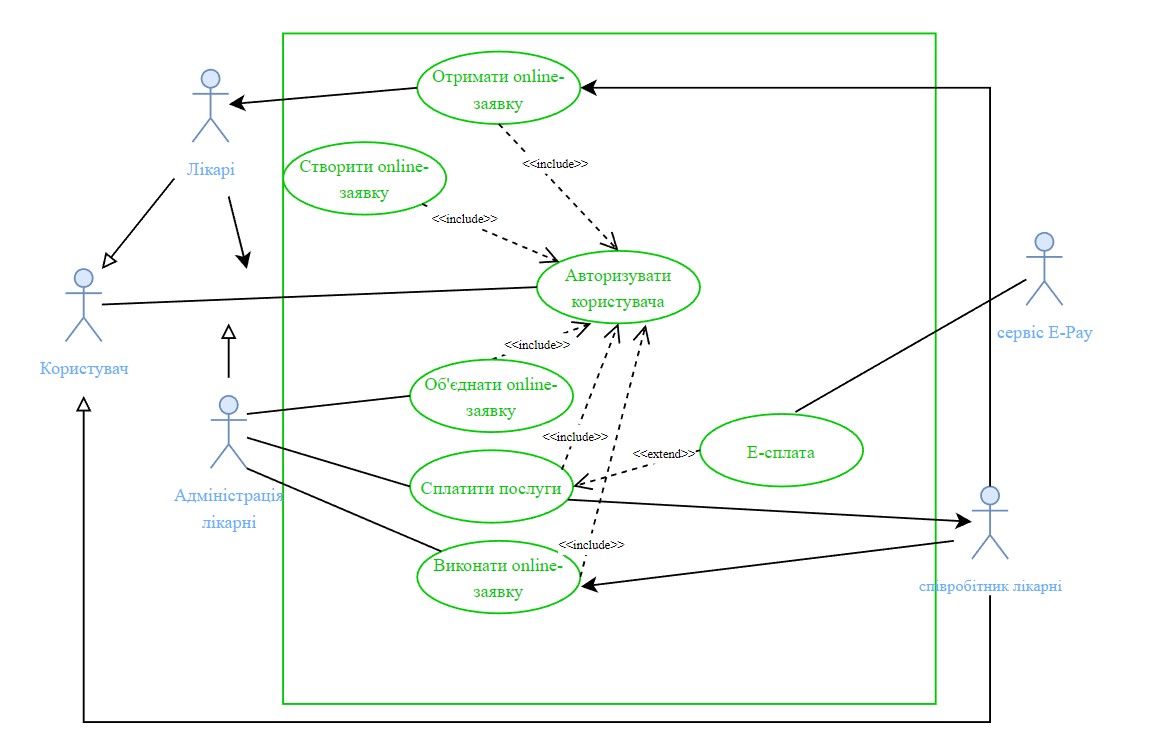 Отримати online-
заявку
Лікарі
<<include>>
Створити online-
заявку
<<include>>
Авторизувати
користувача
сервіс E-Pay
Користувач
<<include>>
Об'єднати online-
заявку
<<include>>
<<extend>>
Е-сплата
Сплатити послуги
Адміністрація
лікарні
<<include>>
Виконати online-
заявку
співробітник лікарні